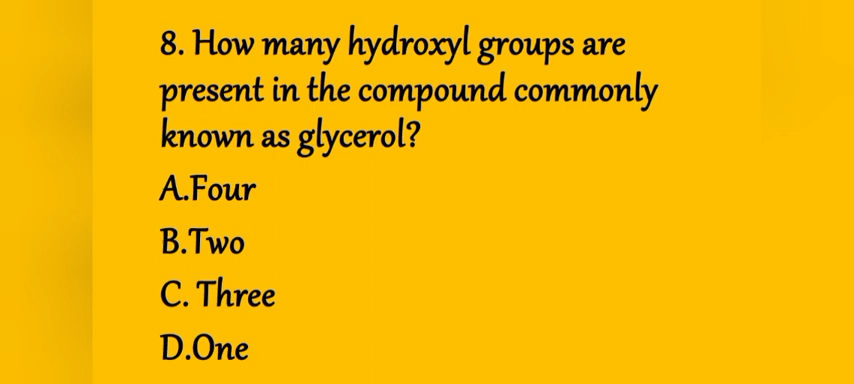 8. How many hydroxyl groups are
present in the compound commonly
known as glycerol?
A.Four
B.Two
C. Three
D.One